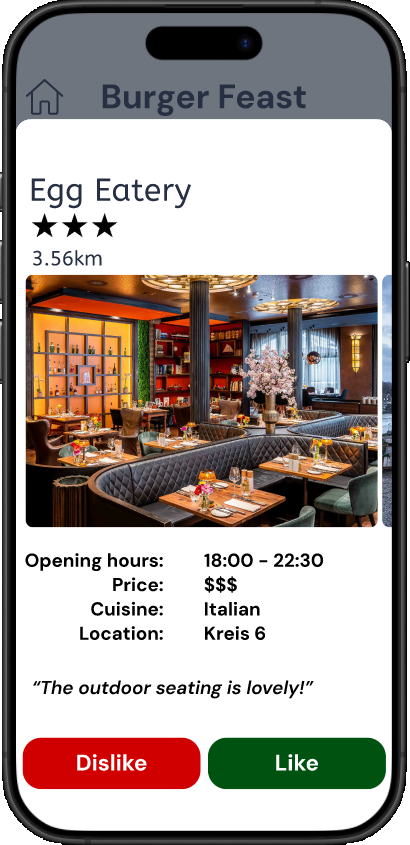 Burger Feast
Egg Eatery
★★★
3.56km
Opening hours: 18:00 - 22:30
Price: $$$
Cuisine: Italian
Location: Kreis 6
“The outdoor seating is lovely!”
Dislike Like